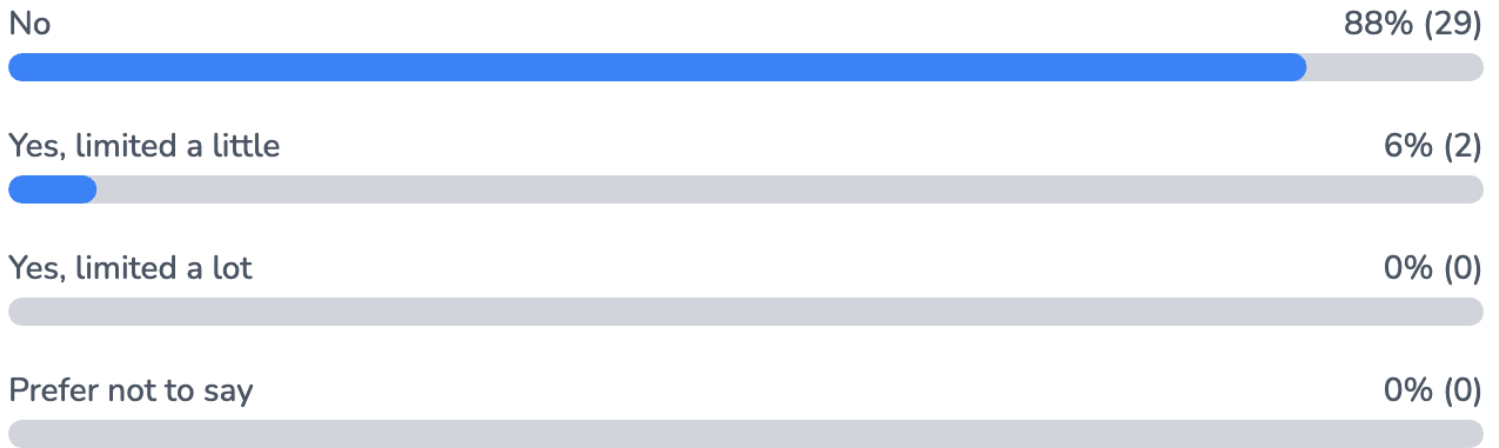 No 88% (29)
Yes, limited a little 6% (2)
Yes, limited a lot 0% (0)
Prefer not to say 0% (0)